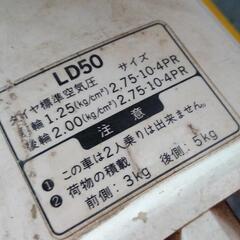 LD50
タイヤ標準空気圧 サイズ
前輪 1.25(kg/cm²) 2.75-10-4PR
後輪 2.00(kg/cm²) 2.75-10-4PR
注意
❶ この車は2人乗りは出来ません。
❷ 荷物の積載
前側:3kg 後側:5kg